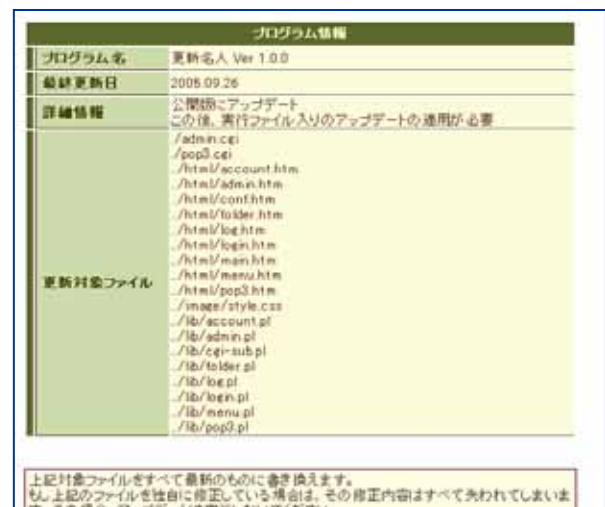 プログラム情報
プログラム名 更新名人 Ver 1.0.0
最終更新日 2005.09.26
詳細情報 公開版にアップデート
この後、実行ファイル入りのアップデートの適用が必要
更新対象ファイル
./admin.cgi
./pop3.cgi
../html/account.htm
../html/admin.htm
../html/conf.htm
../html/folder.htm
../html/log.htm
../html/login.htm
../html/main.htm
../html/menu.htm
../html/pop3.htm
../image/style.css
../lib/account.pl
../lib/admin.pl
../lib/cgi-sub.pl
../lib/folder.pl
../lib/log.pl
../lib/login.pl
../lib/menu.pl
../lib/pop3.pl
上記対象ファイルをすべて最新のものに書き換えます。
もし上記のファイルを独自に修正している場合は、その修正内容はすべて失われてしまいま